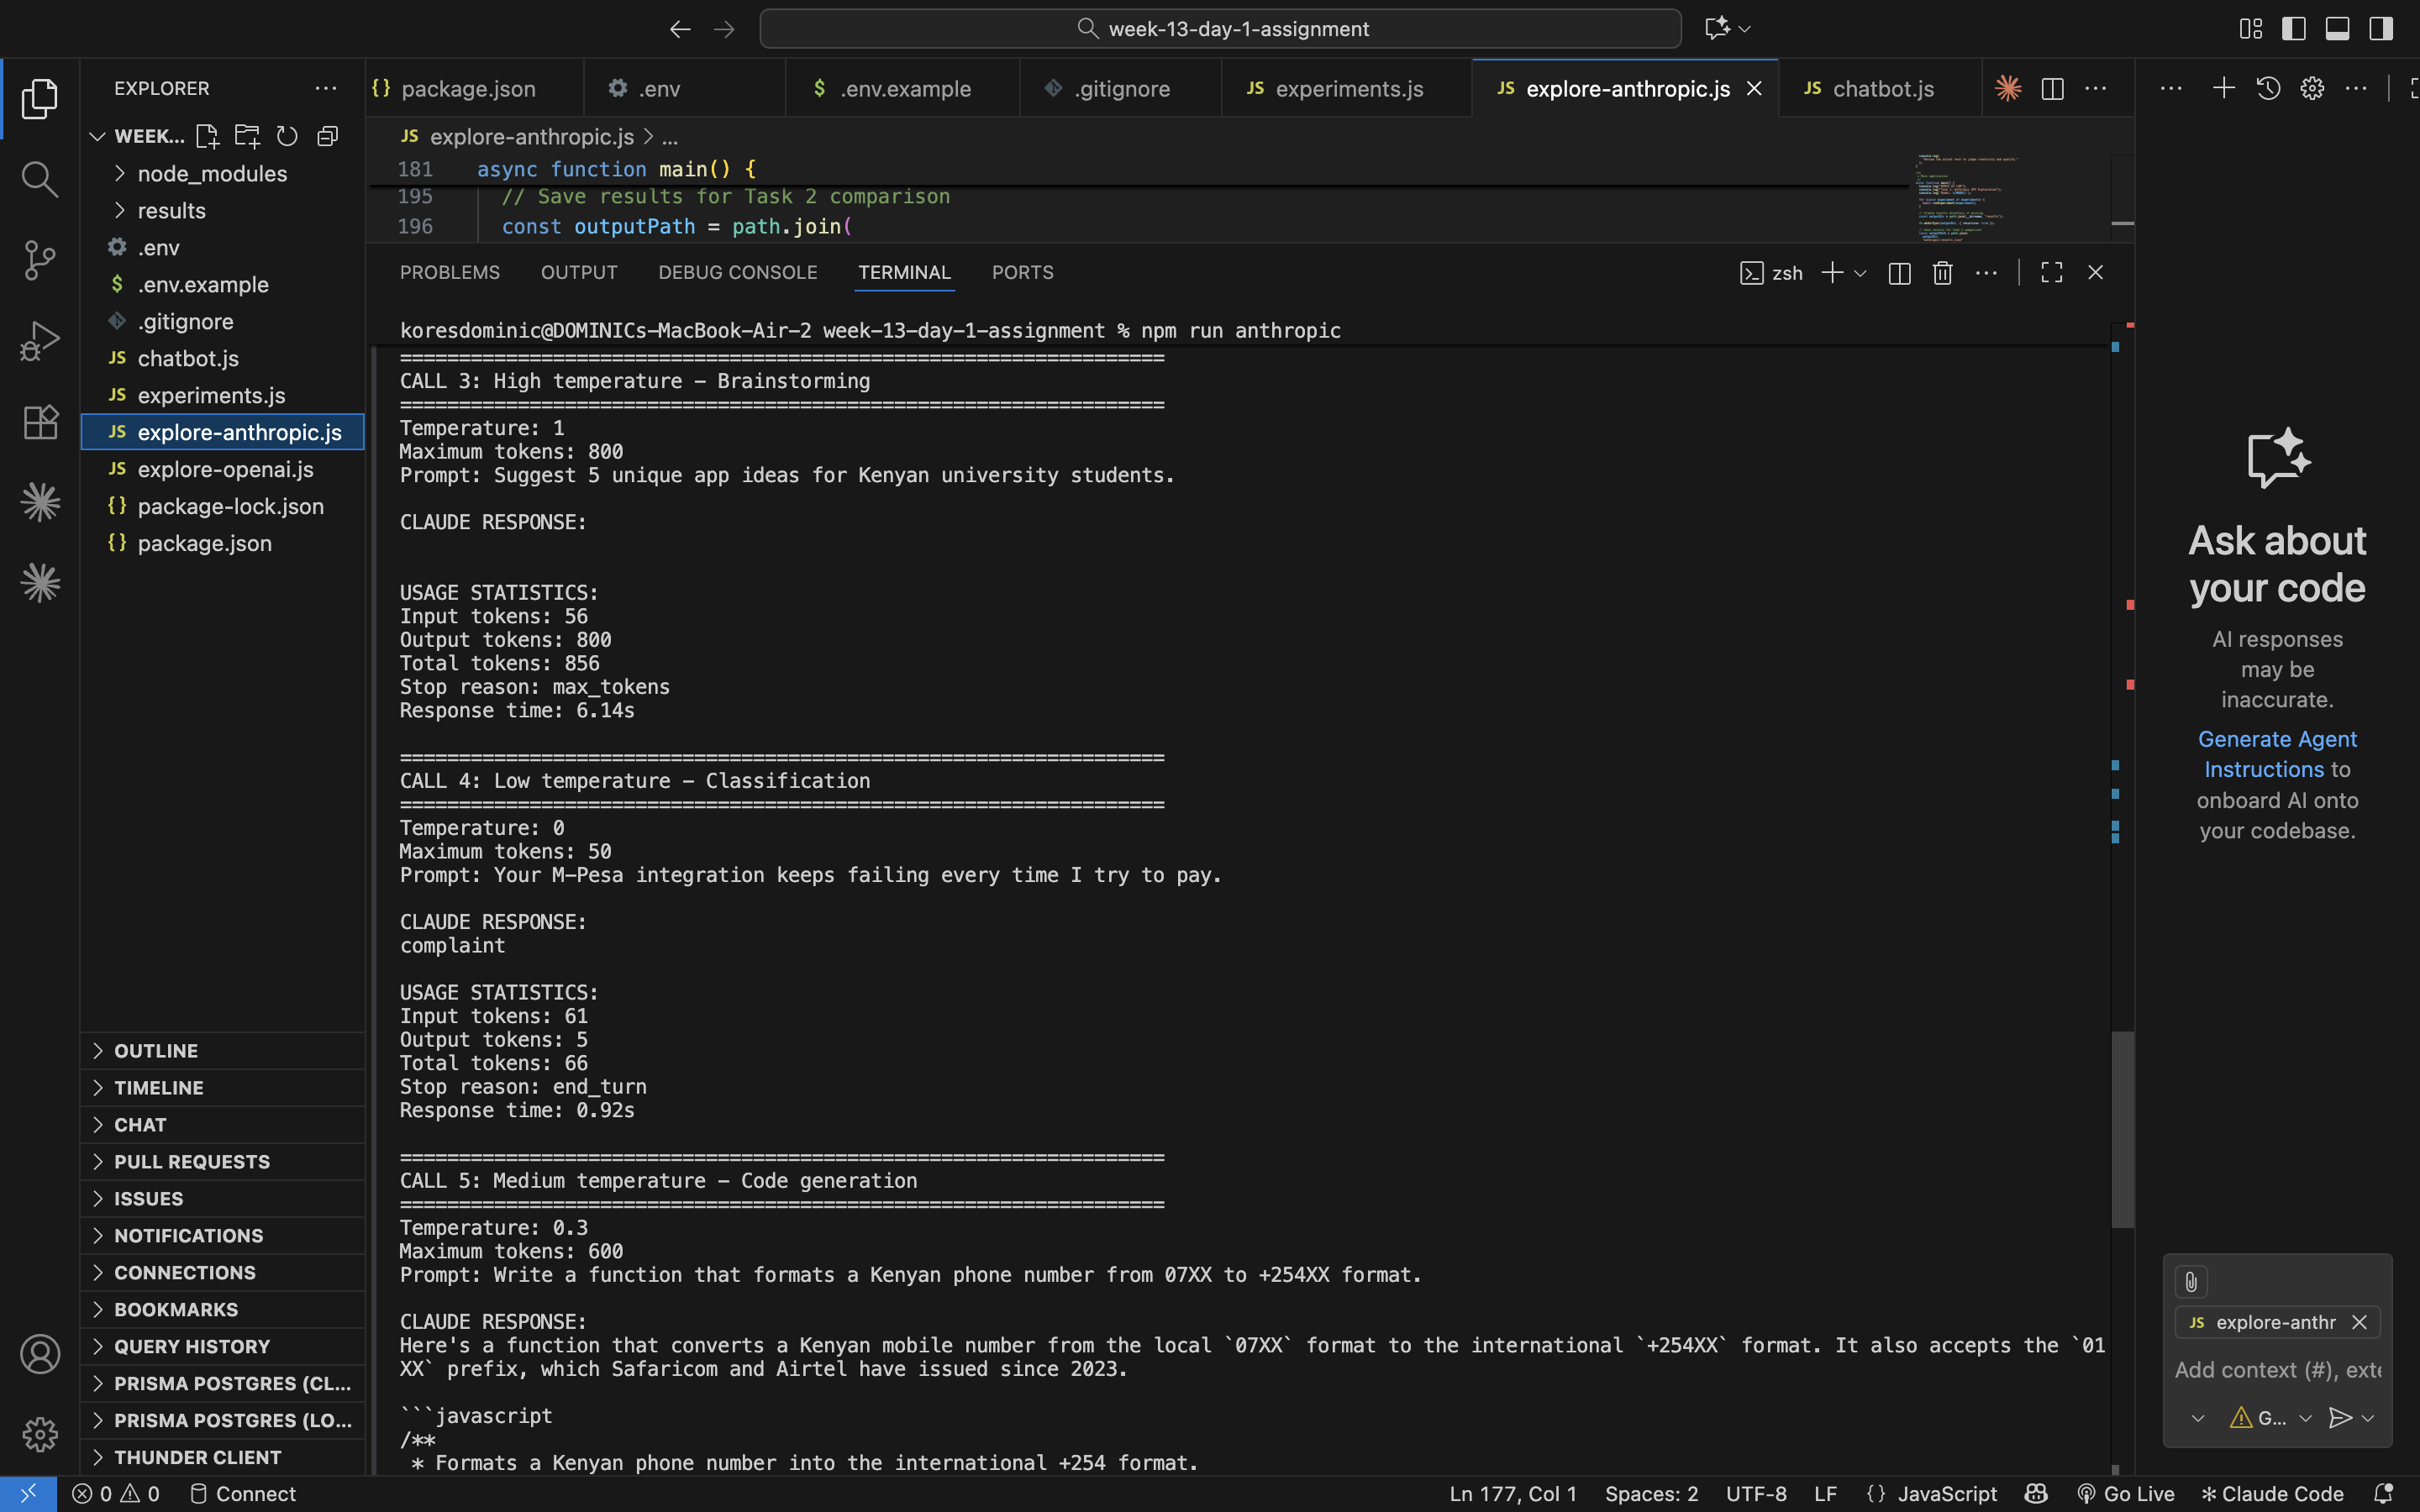 week-13-day-1-assignment
EXPLORER
package.json
.env
.env.example
.gitignore
experiments.js
explore-anthropic.js
chatbot.js
WEEK...
node_modules
results
.env
.env.example
.gitignore
chatbot.js
experiments.js
explore-anthropic.js
explore-openai.js
package-lock.json
package.json
OUTLINE
TIMELINE
CHAT
PULL REQUESTS
ISSUES
NOTIFICATIONS
CONNECTIONS
BOOKMARKS
QUERY HISTORY
PRISMA POSTGRES (CL...
PRISMA POSTGRES (LO...
THUNDER CLIENT
JS explore-anthropic.js > ...
181 async function main() {
195 // Save results for Task 2 comparison
196 const outputPath = path.join(
PROBLEMS OUTPUT DEBUG CONSOLE TERMINAL PORTS
zsh
koresdominic@DOMINICs-MacBook-Air-2 week-13-day-1-assignment % npm run anthropic
=================================================================
CALL 3: High temperature – Brainstorming
=================================================================
Temperature: 1
Maximum tokens: 800
Prompt: Suggest 5 unique app ideas for Kenyan university students.
CLAUDE RESPONSE:
USAGE STATISTICS:
Input tokens: 56
Output tokens: 800
Total tokens: 856
Stop reason: max_tokens
Response time: 6.14s
=================================================================
CALL 4: Low temperature – Classification
=================================================================
Temperature: 0
Maximum tokens: 50
Prompt: Your M-Pesa integration keeps failing every time I try to pay.
CLAUDE RESPONSE:
complaint
USAGE STATISTICS:
Input tokens: 61
Output tokens: 5
Total tokens: 66
Stop reason: end_turn
Response time: 0.92s
=================================================================
CALL 5: Medium temperature – Code generation
=================================================================
Temperature: 0.3
Maximum tokens: 600
Prompt: Write a function that formats a Kenyan phone number from 07XX to +254XX format.
CLAUDE RESPONSE:
Here's a function that converts a Kenyan mobile number from the local `07XX` format to the international `+254XX` format. It also accepts the `01
XX` prefix, which Safaricom and Airtel have issued since 2023.
```javascript
/**
* Formats a Kenyan phone number into the international +254 format.
Ask about
your code
AI responses
may be
inaccurate.
Generate Agent
Instructions to
onboard AI onto
your codebase.
JS explore-anthr
Add context (#), exte
G...
0 0 Connect
Ln 177, Col 1 Spaces: 2 UTF-8 LF {} JavaScript Go Live Claude Code